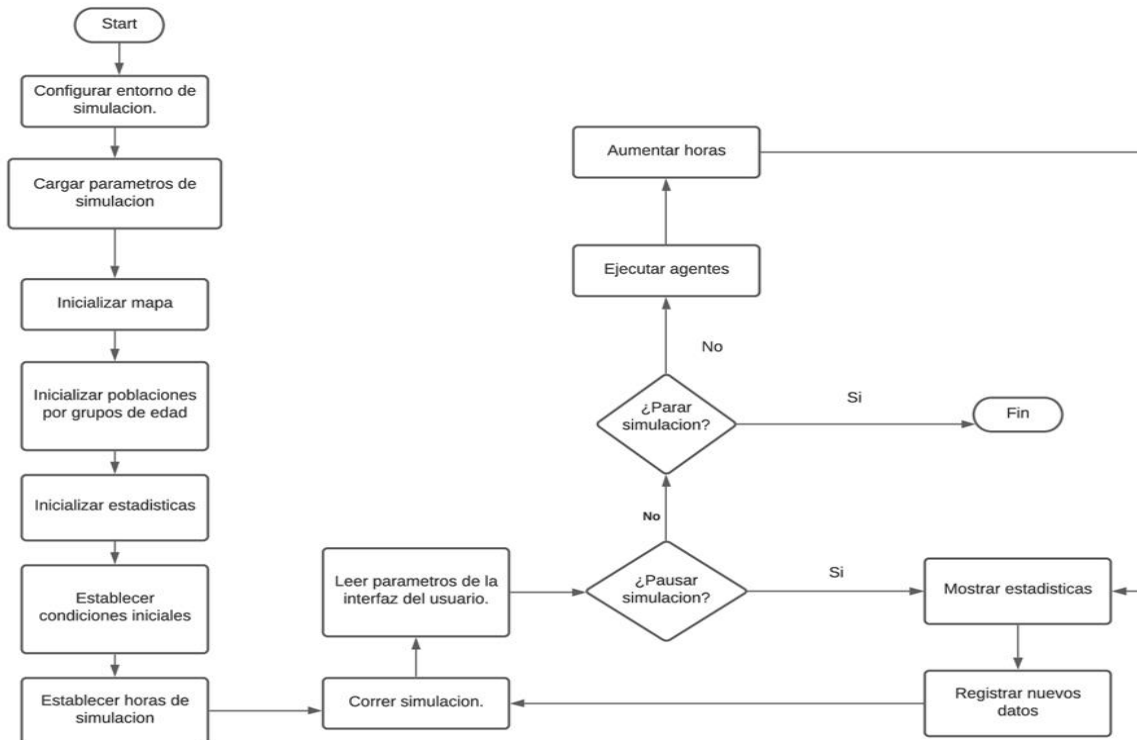 Start
Configurar entorno de
simulacion.
Cargar parametros de
simulacion
Inicializar mapa
Inicializar poblaciones
por grupos de edad
Inicializar estadisticas
Establecer
condiciones iniciales
Establecer horas de
simulacion
Correr simulacion.
Leer parametros de la
interfaz del usuario.
¿Pausar
simulacion?
Si
No
¿Parar
simulacion?
Si
Fin
No
Ejecutar agentes
Aumentar horas
Mostrar estadisticas
Registrar nuevos
datos